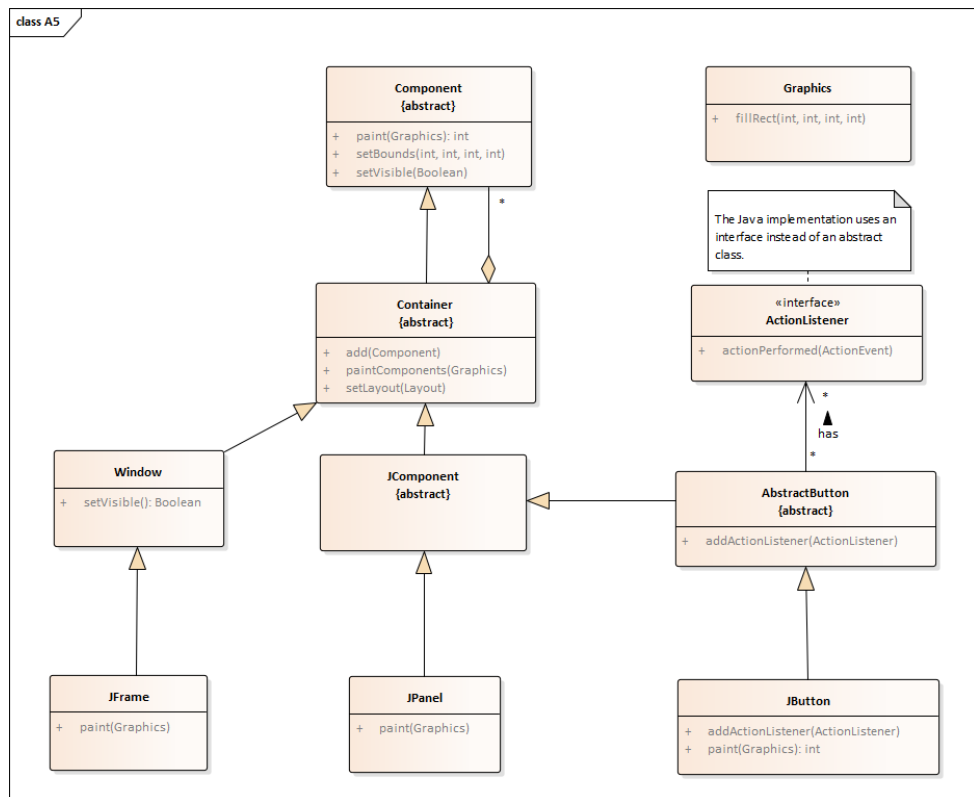 class A5
Component
{abstract}
+ paint(Graphics): int
+ setBounds(int, int, int, int)
+ setVisible(Boolean)
Graphics
+ fillRect(int, int, int, int)
*
The Java implementation uses an
interface instead of an abstract
class.
Container
{abstract}
+ add(Component)
+ paintComponents(Graphics)
+ setLayout(Layout)
«interface»
ActionListener
+ actionPerformed(ActionEvent)
*
has
*
Window
+ setVisible(): Boolean
JComponent
{abstract}
AbstractButton
{abstract}
+ addActionListener(ActionListener)
JFrame
+ paint(Graphics)
JPanel
+ paint(Graphics)
JButton
+ addActionListener(ActionListener)
+ paint(Graphics): int